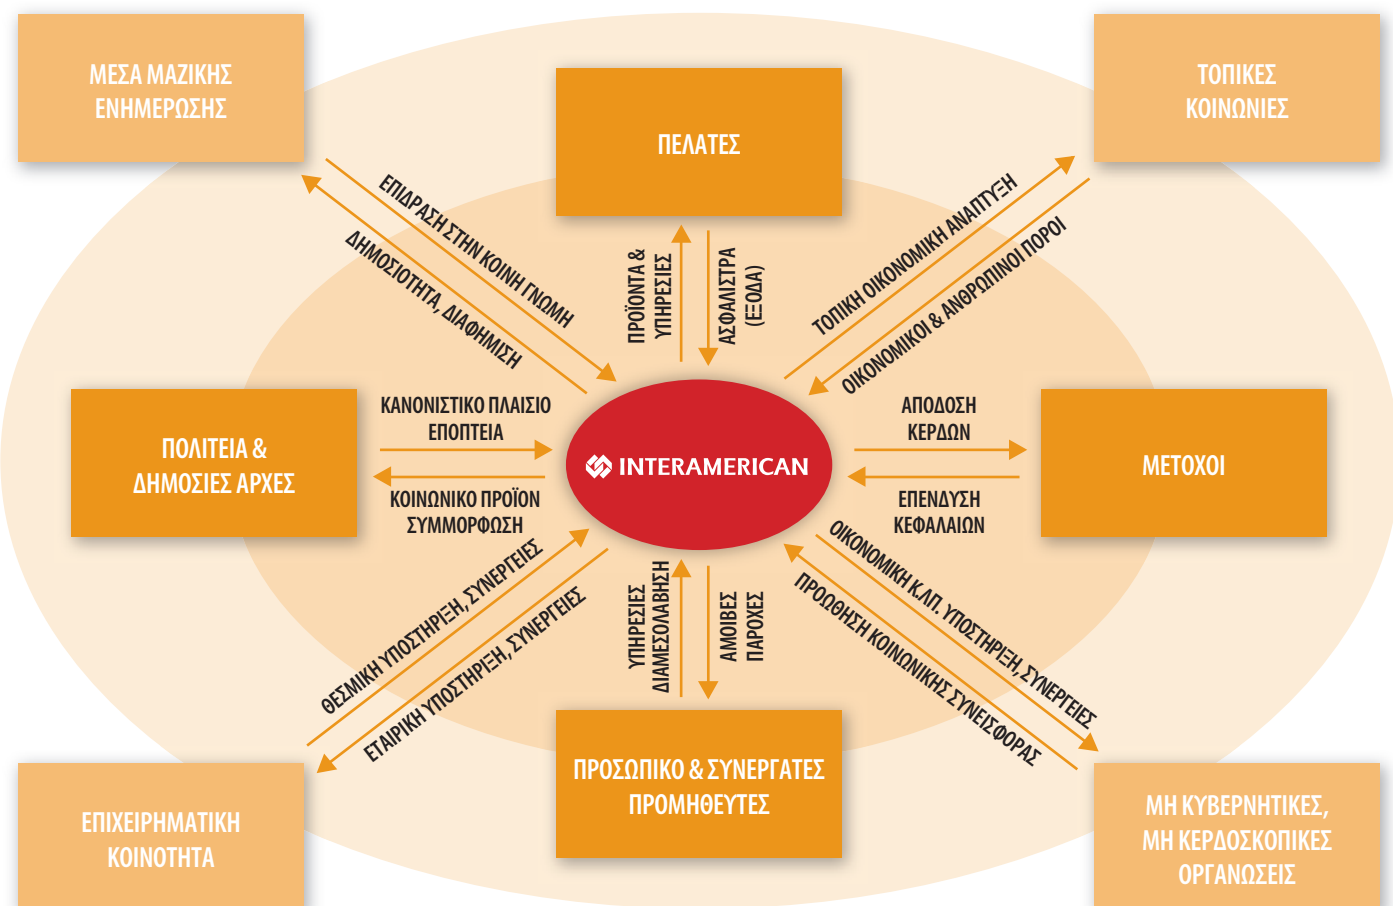 ΜΕΣΑ ΜΑΖΙΚΗΣ
ΕΝΗΜΕΡΩΣΗΣ
ΠΕΛΑΤΕΣ
ΤΟΠΙΚΕΣ
ΚΟΙΝΩΝΙΕΣ
ΕΠΙΔΡΑΣΗ ΣΤΗΝ ΚΟΙΝΗ ΓΝΩΜΗ
ΔΗΜΟΣΙΟΤΗΤΑ, ΔΙΑΦΗΜΙΣΗ
ΠΡΟΪΟΝΤΑ &
ΥΠΗΡΕΣΙΕΣ
ΑΣΦΑΛΙΣΤΡΑ
(ΕΞΟΔΑ)
ΤΟΠΙΚΗ ΟΙΚΟΝΟΜΙΚΗ ΑΝΑΠΤΥΞΗ
ΟΙΚΟΝΟΜΙΚΟΙ & ΑΝΘΡΩΠΙΝΟΙ ΠΟΡΟΙ
ΠΟΛΙΤΕΙΑ &
ΔΗΜΟΣΙΕΣ ΑΡΧΕΣ
ΚΑΝΟΝΙΣΤΙΚΟ ΠΛΑΙΣΙΟ
ΕΠΟΠΤΕΙΑ
ΚΟΙΝΩΝΙΚΟ ΠΡΟΪΟΝ
ΣΥΜΜΟΡΦΩΣΗ
INTERAMERICAN
ΑΠΟΔΟΣΗ
ΚΕΡΔΩΝ
ΕΠΕΝΔΥΣΗ
ΚΕΦΑΛΑΙΩΝ
ΜΕΤΟΧΟΙ
ΘΕΣΜΙΚΗ ΥΠΟΣΤΗΡΙΞΗ, ΣΥΝΕΡΓΕΙΕΣ
ΕΤΑΙΡΙΚΗ ΥΠΟΣΤΗΡΙΞΗ, ΣΥΝΕΡΓΕΙΕΣ
ΥΠΗΡΕΣΙΕΣ
ΔΙΑΜΕΣΟΛΑΒΗΣΗ
ΑΜΟΙΒΕΣ
ΠΑΡΟΧΕΣ
ΟΙΚΟΝΟΜΙΚΗ Κ.ΛΠ. ΥΠΟΣΤΗΡΙΞΗ, ΣΥΝΕΡΓΕΙΕΣ
ΠΡΟΩΘΗΣΗ ΚΟΙΝΩΝΙΚΗΣ ΣΥΝΕΙΣΦΟΡΑΣ
ΕΠΙΧΕΙΡΗΜΑΤΙΚΗ
ΚΟΙΝΟΤΗΤΑ
ΠΡΟΣΩΠΙΚΟ & ΣΥΝΕΡΓΑΤΕΣ
ΠΡΟΜΗΘΕΥΤΕΣ
ΜΗ ΚΥΒΕΡΝΗΤΙΚΕΣ,
ΜΗ ΚΕΡΔΟΣΚΟΠΙΚΕΣ
ΟΡΓΑΝΩΣΕΙΣ